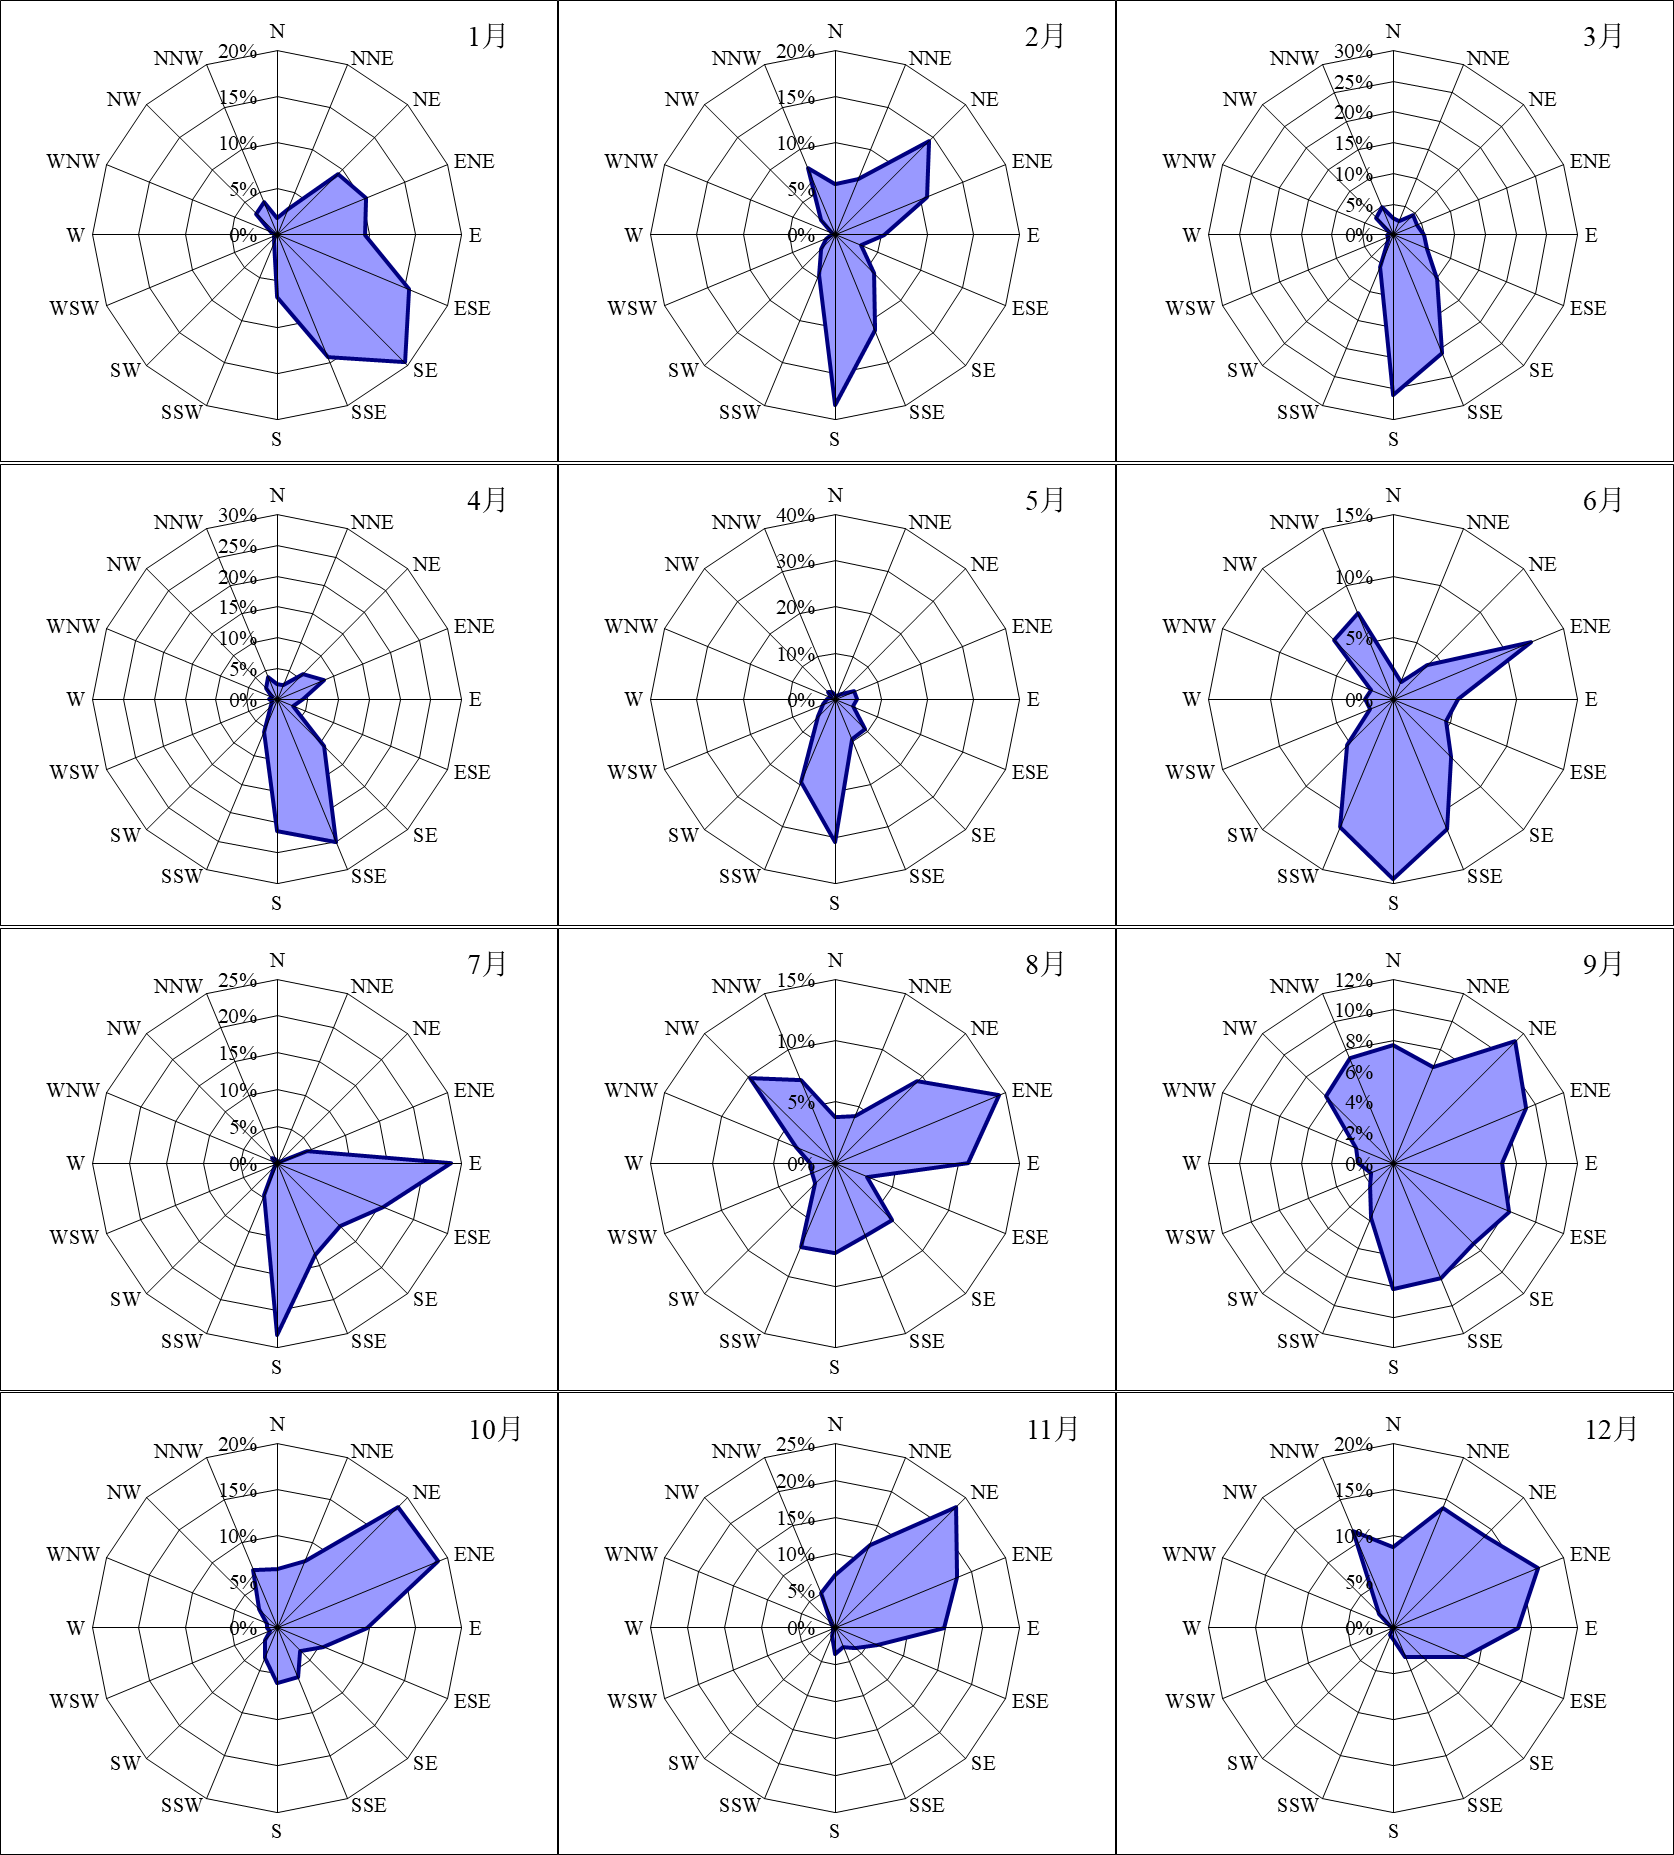 1月
N
NNE
NE
ENE
E
ESE
SE
SSE
S
SSW
SW
WSW
W
WNW
NW
NNW
20%
15%
10%
5%
0%
2月
N
NNE
NE
ENE
E
ESE
SE
SSE
S
SSW
SW
WSW
W
WNW
NW
NNW
20%
15%
10%
5%
0%
3月
N
NNE
NE
ENE
E
ESE
SE
SSE
S
SSW
SW
WSW
W
WNW
NW
NNW
30%
25%
20%
15%
10%
5%
0%
4月
N
NNE
NE
ENE
E
ESE
SE
SSE
S
SSW
SW
WSW
W
WNW
NW
NNW
30%
25%
20%
15%
10%
5%
0%
5月
N
NNE
NE
ENE
E
ESE
SE
SSE
S
SSW
SW
WSW
W
WNW
NW
NNW
40%
30%
20%
10%
0%
6月
N
NNE
NE
ENE
E
ESE
SE
SSE
S
SSW
SW
WSW
W
WNW
NW
NNW
15%
10%
5%
0%
7月
N
NNE
NE
ENE
E
ESE
SE
SSE
S
SSW
SW
WSW
W
WNW
NW
NNW
25%
20%
15%
10%
5%
0%
8月
N
NNE
NE
ENE
E
ESE
SE
SSE
S
SSW
SW
WSW
W
WNW
NW
NNW
15%
10%
5%
0%
9月
N
NNE
NE
ENE
E
ESE
SE
SSE
S
SSW
SW
WSW
W
WNW
NW
NNW
12%
10%
8%
6%
4%
2%
0%
10月
N
NNE
NE
ENE
E
ESE
SE
SSE
S
SSW
SW
WSW
W
WNW
NW
NNW
20%
15%
10%
5%
0%
11月
N
NNE
NE
ENE
E
ESE
SE
SSE
S
SSW
SW
WSW
W
WNW
NW
NNW
25%
20%
15%
10%
5%
0%
12月
N
NNE
NE
ENE
E
ESE
SE
SSE
S
SSW
SW
WSW
W
WNW
NW
NNW
20%
15%
10%
5%
0%